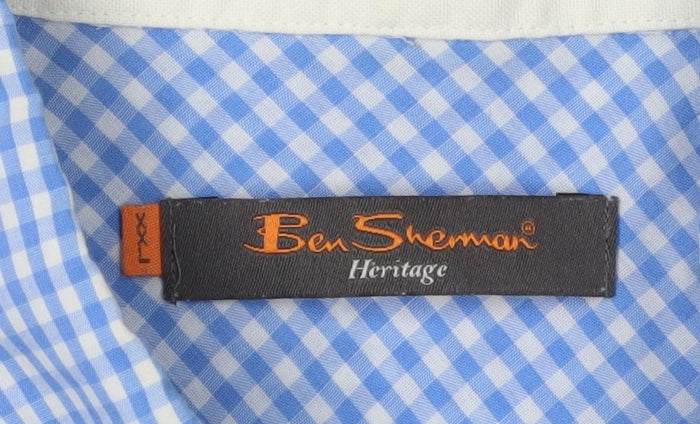 XXL
Ben Sherman®
Heritage